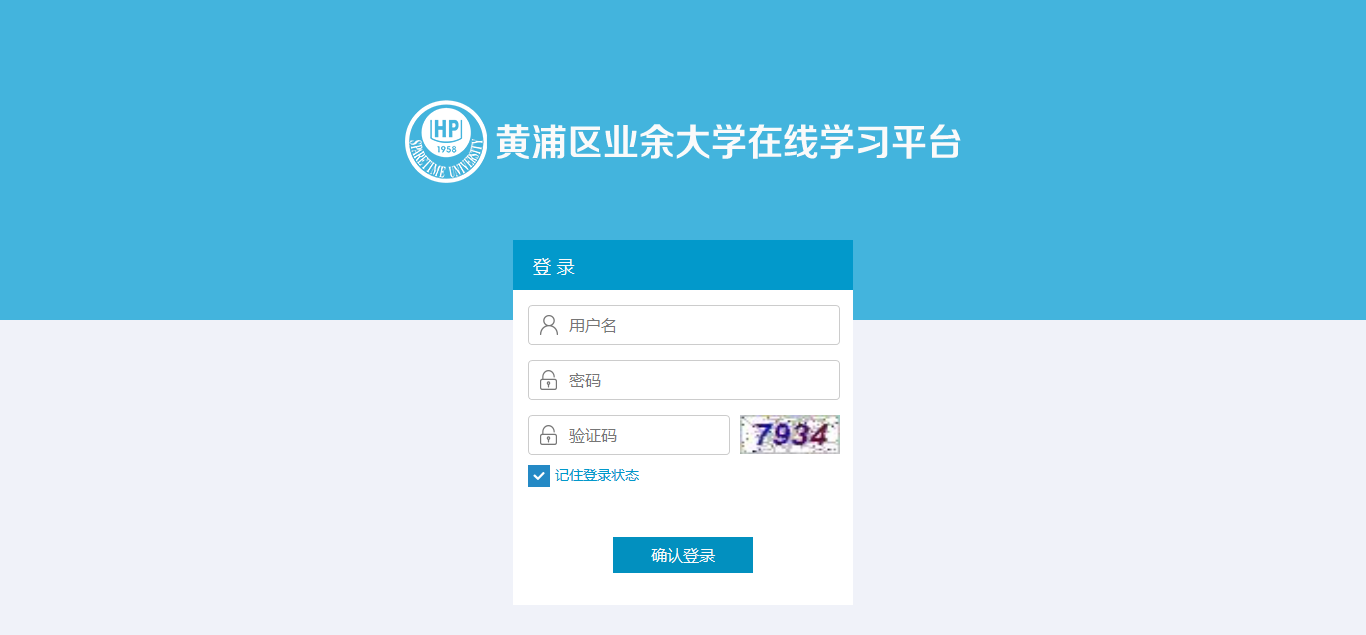 HP
1958
SPARETIME UNIVERSITY
黄浦区业余大学在线学习平台
登 录
用户名
密码
验证码
7934
记住登录状态
确认登录